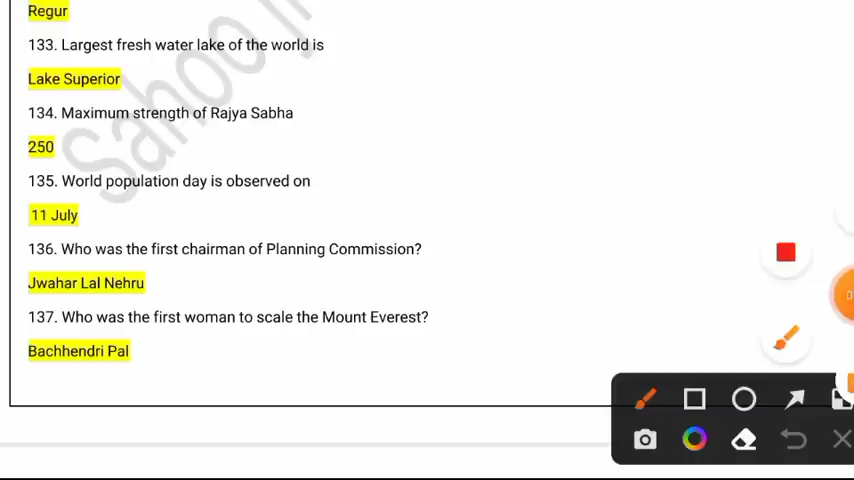 Regur
133. Largest fresh water lake of the world is
Lake Superior
134. Maximum strength of Rajya Sabha
250
135. World population day is observed on
11 July
136. Who was the first chairman of Planning Commission?
Jwahar Lal Nehru
137. Who was the first woman to scale the Mount Everest?
Bachhendri Pal
Sahoo